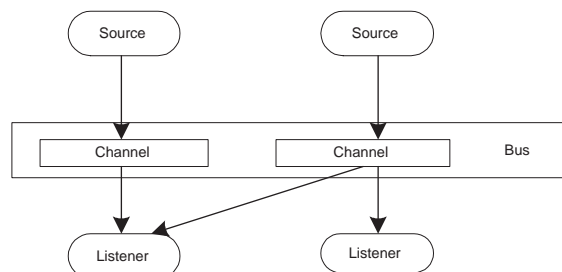 Source
Source
Channel
Channel
Bus
Listener
Listener